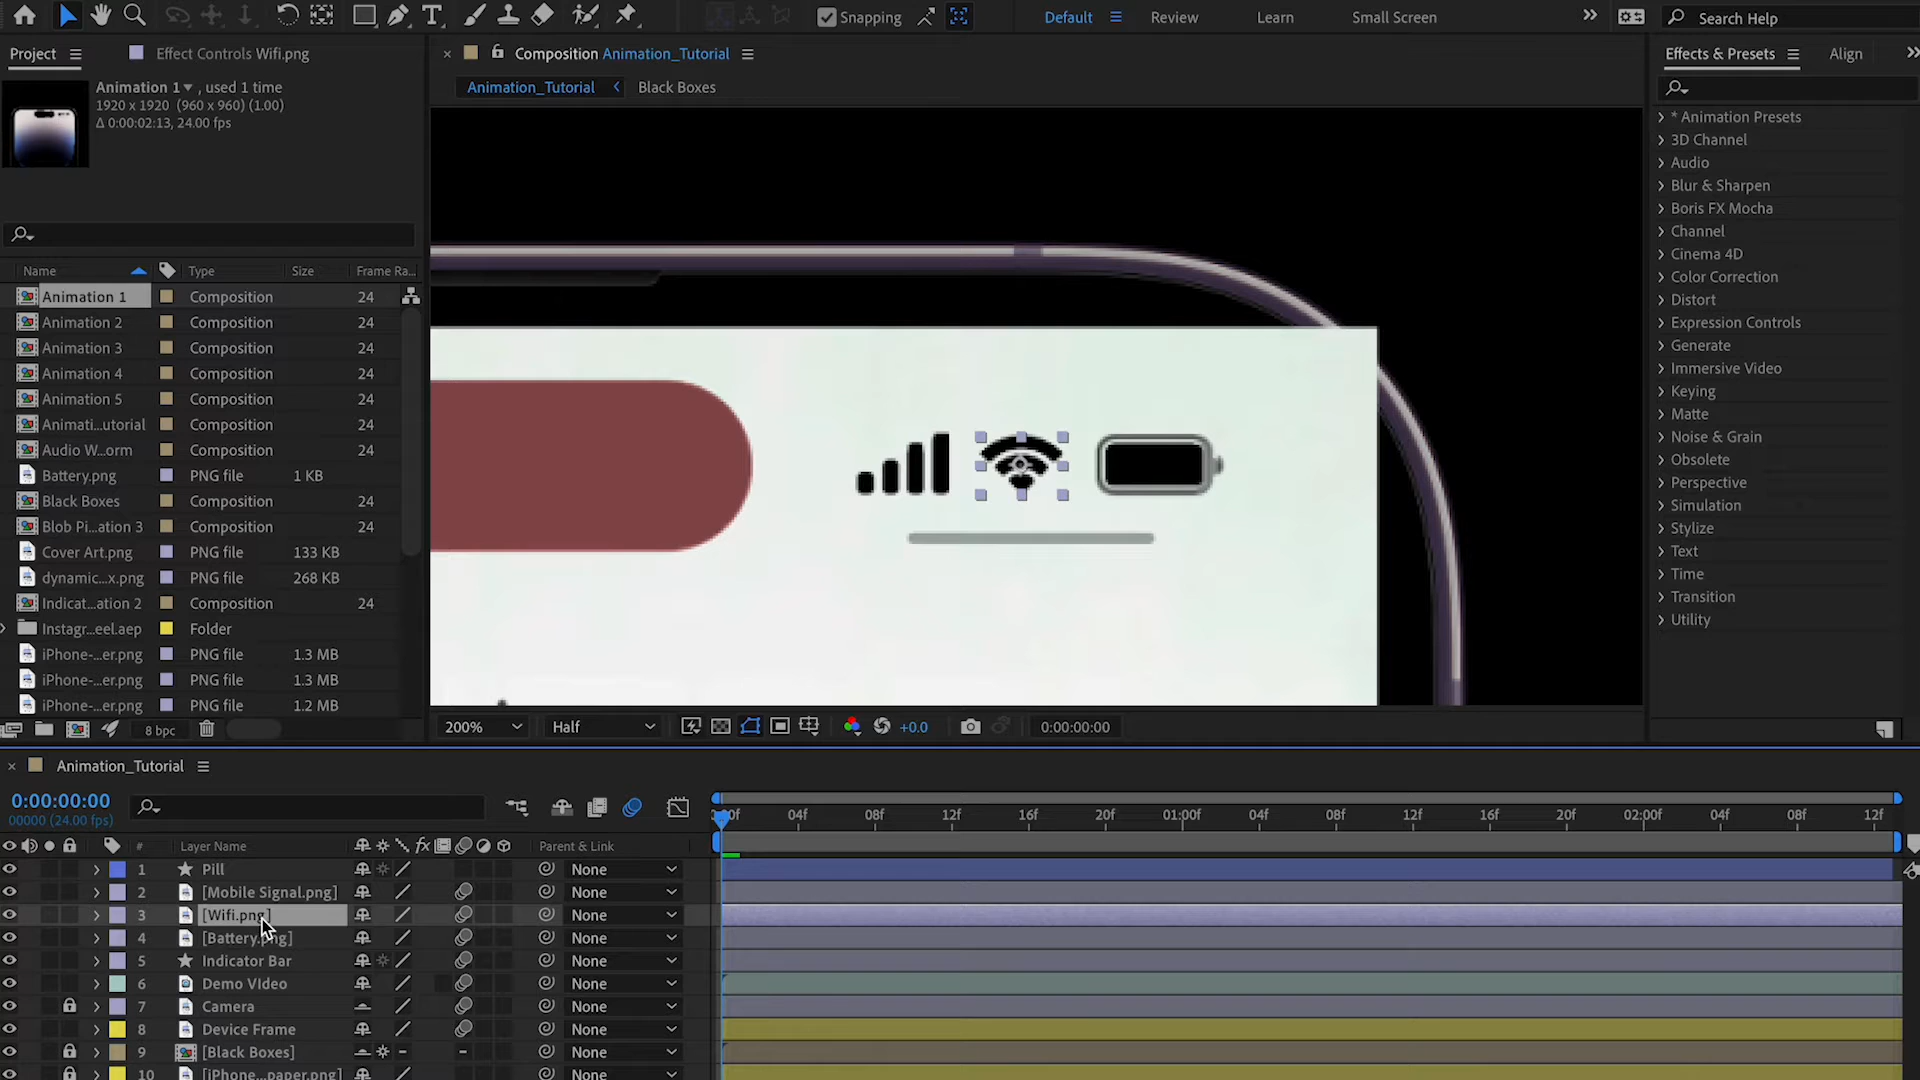 Snapping
Default
Review
Learn
Small Screen
Search Help
Project
Effect Controls Wifi.png
Composition Animation_Tutorial
Effects & Presets
Align
Animation 1 , used 1 time
1920 x 1920 (960 x 960) (1.00)
Δ 0:00:02:13, 24.00 fps
Animation_Tutorial
Black Boxes
Name Type Size Frame Ra...
Animation 1 Composition 24
Animation 2 Composition 24
Animation 3 Composition 24
Animation 4 Composition 24
Animation 5 Composition 24
Animati...utorial Composition 24
Audio W...orm Composition 24
Battery.png PNG file 1 KB
Black Boxes Composition 24
Blob Pi...ation 3 Composition 24
Cover Art.png PNG file 133 KB
dynamic...x.png PNG file 268 KB
Indicat...ation 2 Composition 24
Instagr...eel.aep Folder
iPhone-...er.png PNG file 1.3 MB
iPhone-...er.png PNG file 1.3 MB
iPhone-...er.png PNG file 1.2 MB
8 bpc
200% Half +0.0 0:00:00:00
* Animation Presets
3D Channel
Audio
Blur & Sharpen
Boris FX Mocha
Channel
Cinema 4D
Color Correction
Distort
Expression Controls
Generate
Immersive Video
Keying
Matte
Noise & Grain
Obsolete
Perspective
Simulation
Stylize
Text
Time
Transition
Utility
Animation_Tutorial
0:00:00:00
00000 (24.00 fps)
04f 08f 12f 16f 20f 01:00f 04f 08f 12f 16f 20f 02:00f 04f 08f 12f
# Layer Name fx Parent & Link
1 Pill None
2 [Mobile Signal.png] None
3 [Wifi.png] None
4 [Battery.png] None
5 Indicator Bar None
6 Demo VIdeo None
7 Camera None
8 Device Frame None
9 [Black Boxes] None
10 [iPhone...paper.png] None